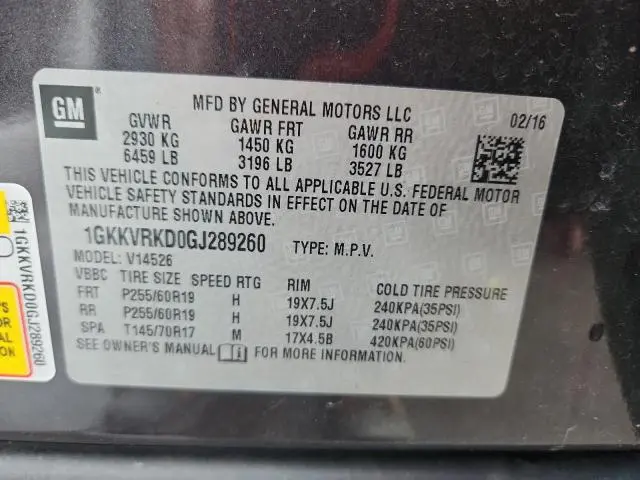 GM
®
MFD BY GENERAL MOTORS LLC 02/16
GVWR GAWR FRT GAWR RR
2930 KG 1450 KG 1600 KG
6459 LB 3196 LB 3527 LB
THIS VEHICLE CONFORMS TO ALL APPLICABLE U.S. FEDERAL MOTOR
VEHICLE SAFETY STANDARDS IN EFFECT ON THE DATE OF
MANUFACTURE SHOWN ABOVE.
1GKKVRKD0GJ289260 TYPE: M.P.V.
MODEL: V14526
VBBC TIRE SIZE SPEED RTG RIM COLD TIRE PRESSURE
FRT P255/60R19 H 19X7.5J 240KPA(35PSI)
RR P255/60R19 H 19X7.5J 240KPA(35PSI)
SPA T145/70R17 M 17X4.5B 420KPA(60PSI)
SEE OWNER'S MANUAL FOR MORE INFORMATION.
1GKKVRKD0GJ289260
S
FOR
AL
TION